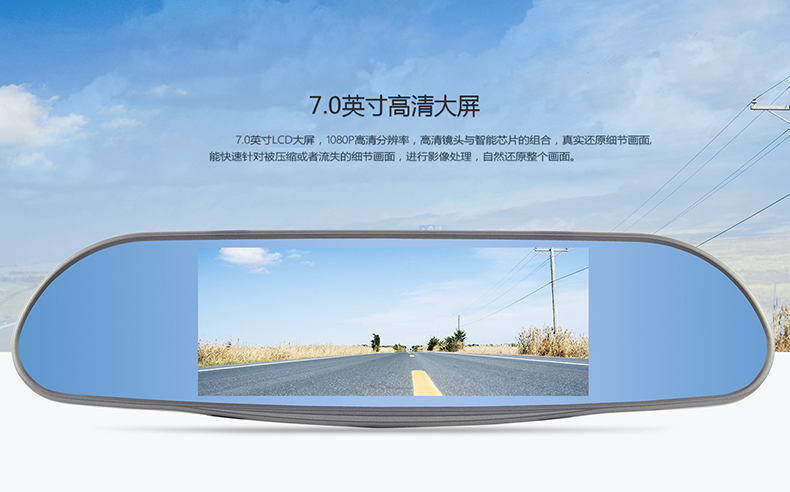 7.0英寸高清大屏
7.0英寸LCD大屏，1080P高清分辨率，高清镜头与智能芯片的组合，真实还原细节画面,
能快速针对被压缩或者流失的细节画面，进行影像处理，自然还原整个画面。